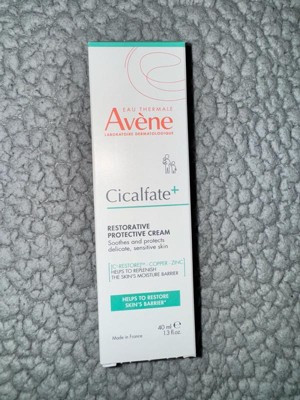 EAU THERMALE
Avène
LABORATOIRE DERMATOLOGIQUE
Cicalfate+
RESTORATIVE
PROTECTIVE CREAM
Soothes and protects
delicate, sensitive skin
[C+-RESTORE]™ - COPPER - ZINC
HELPS TO REPLENISH
THE SKIN'S MOISTURE BARRIER
HELPS TO RESTORE
SKIN'S BARRIER*
40 ml ℮
Made in France
1.3 fl.oz.